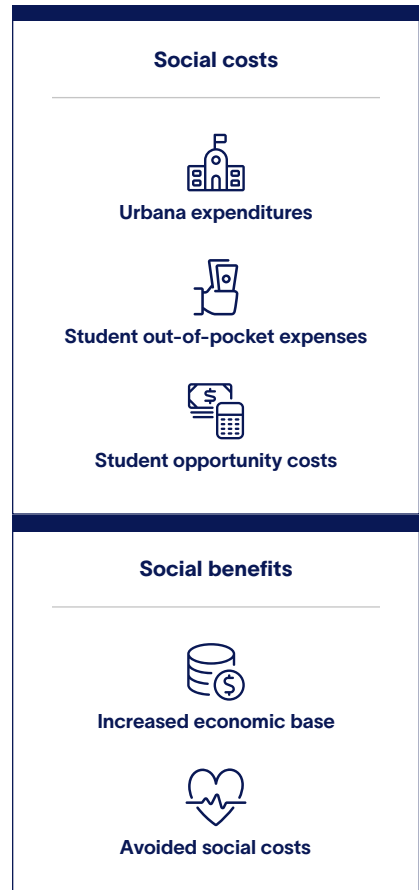 Social costs
Urbana expenditures
Student out-of-pocket expenses
$
Student opportunity costs
Social benefits
$
Increased economic base
Avoided social costs